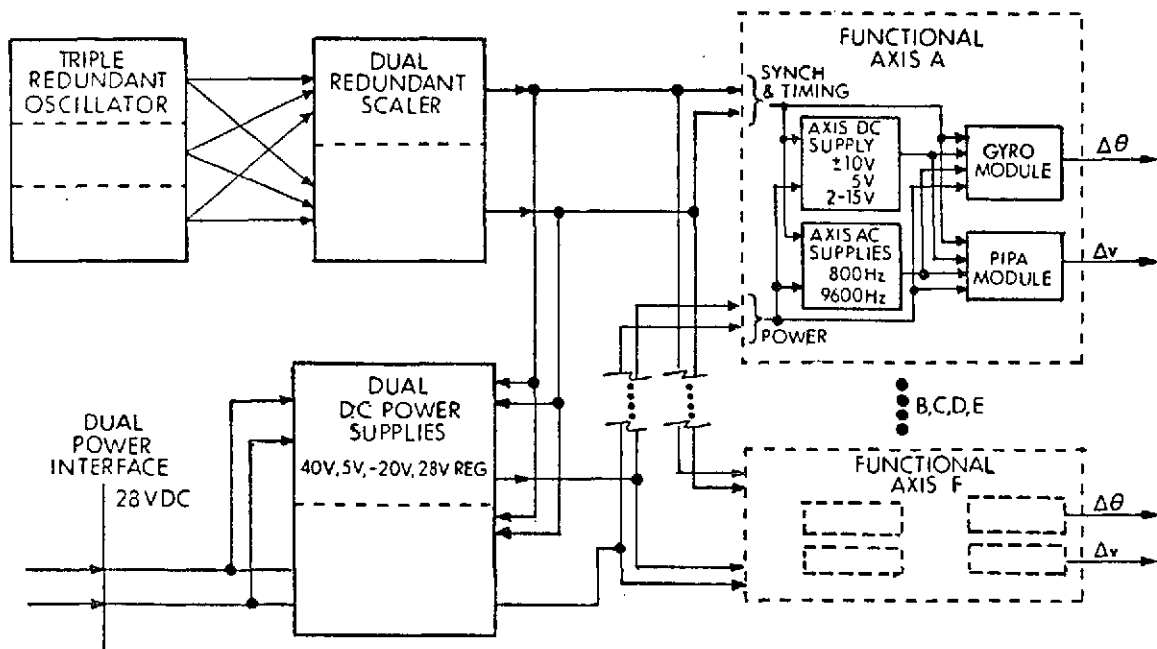 TRIPLE
REDUNDANT
OSCILLATOR
DUAL
REDUNDANT
SCALER
FUNCTIONAL
AXIS A
SYNCH
& TIMING
AXIS DC
SUPPLY
±10V
5V
2-15V
GYRO
MODULE
Δθ
AXIS AC
SUPPLIES
800Hz
9600Hz
PIPA
MODULE
Δv
POWER
DUAL
DC POWER
SUPPLIES
40V, 5V, -20V, 28V REG
DUAL
POWER
INTERFACE
28VDC
B,C,D,E
FUNCTIONAL
AXIS F
Δθ
Δv